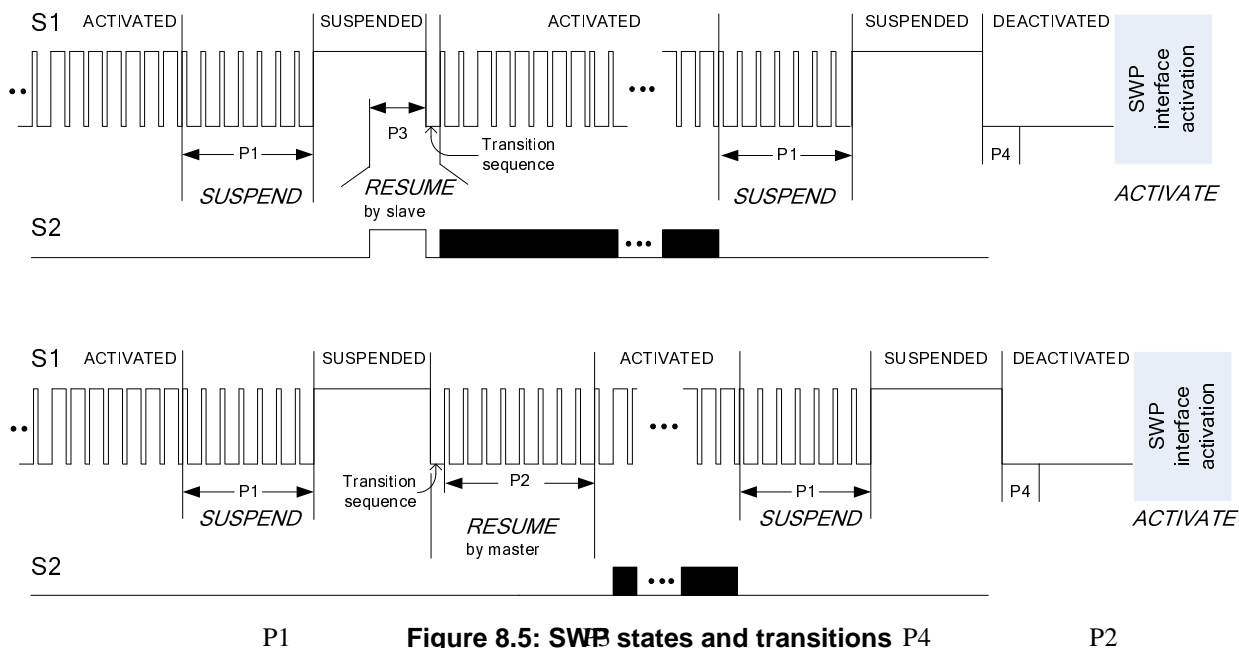 S1 ACTIVATED SUSPENDED ACTIVATED SUSPENDED DEACTIVATED
SWP interface activation
P3
Transition
sequence
P1 P1 P4
SUSPEND RESUME SUSPEND ACTIVATE
by slave
S2
S1 ACTIVATED SUSPENDED ACTIVATED SUSPENDED DEACTIVATED
SWP interface activation
Transition
sequence
P1 P2 P1 P4
SUSPEND RESUME SUSPEND ACTIVATE
by master
S2
P1 Figure 8.5: SWP states and transitions P4 P2